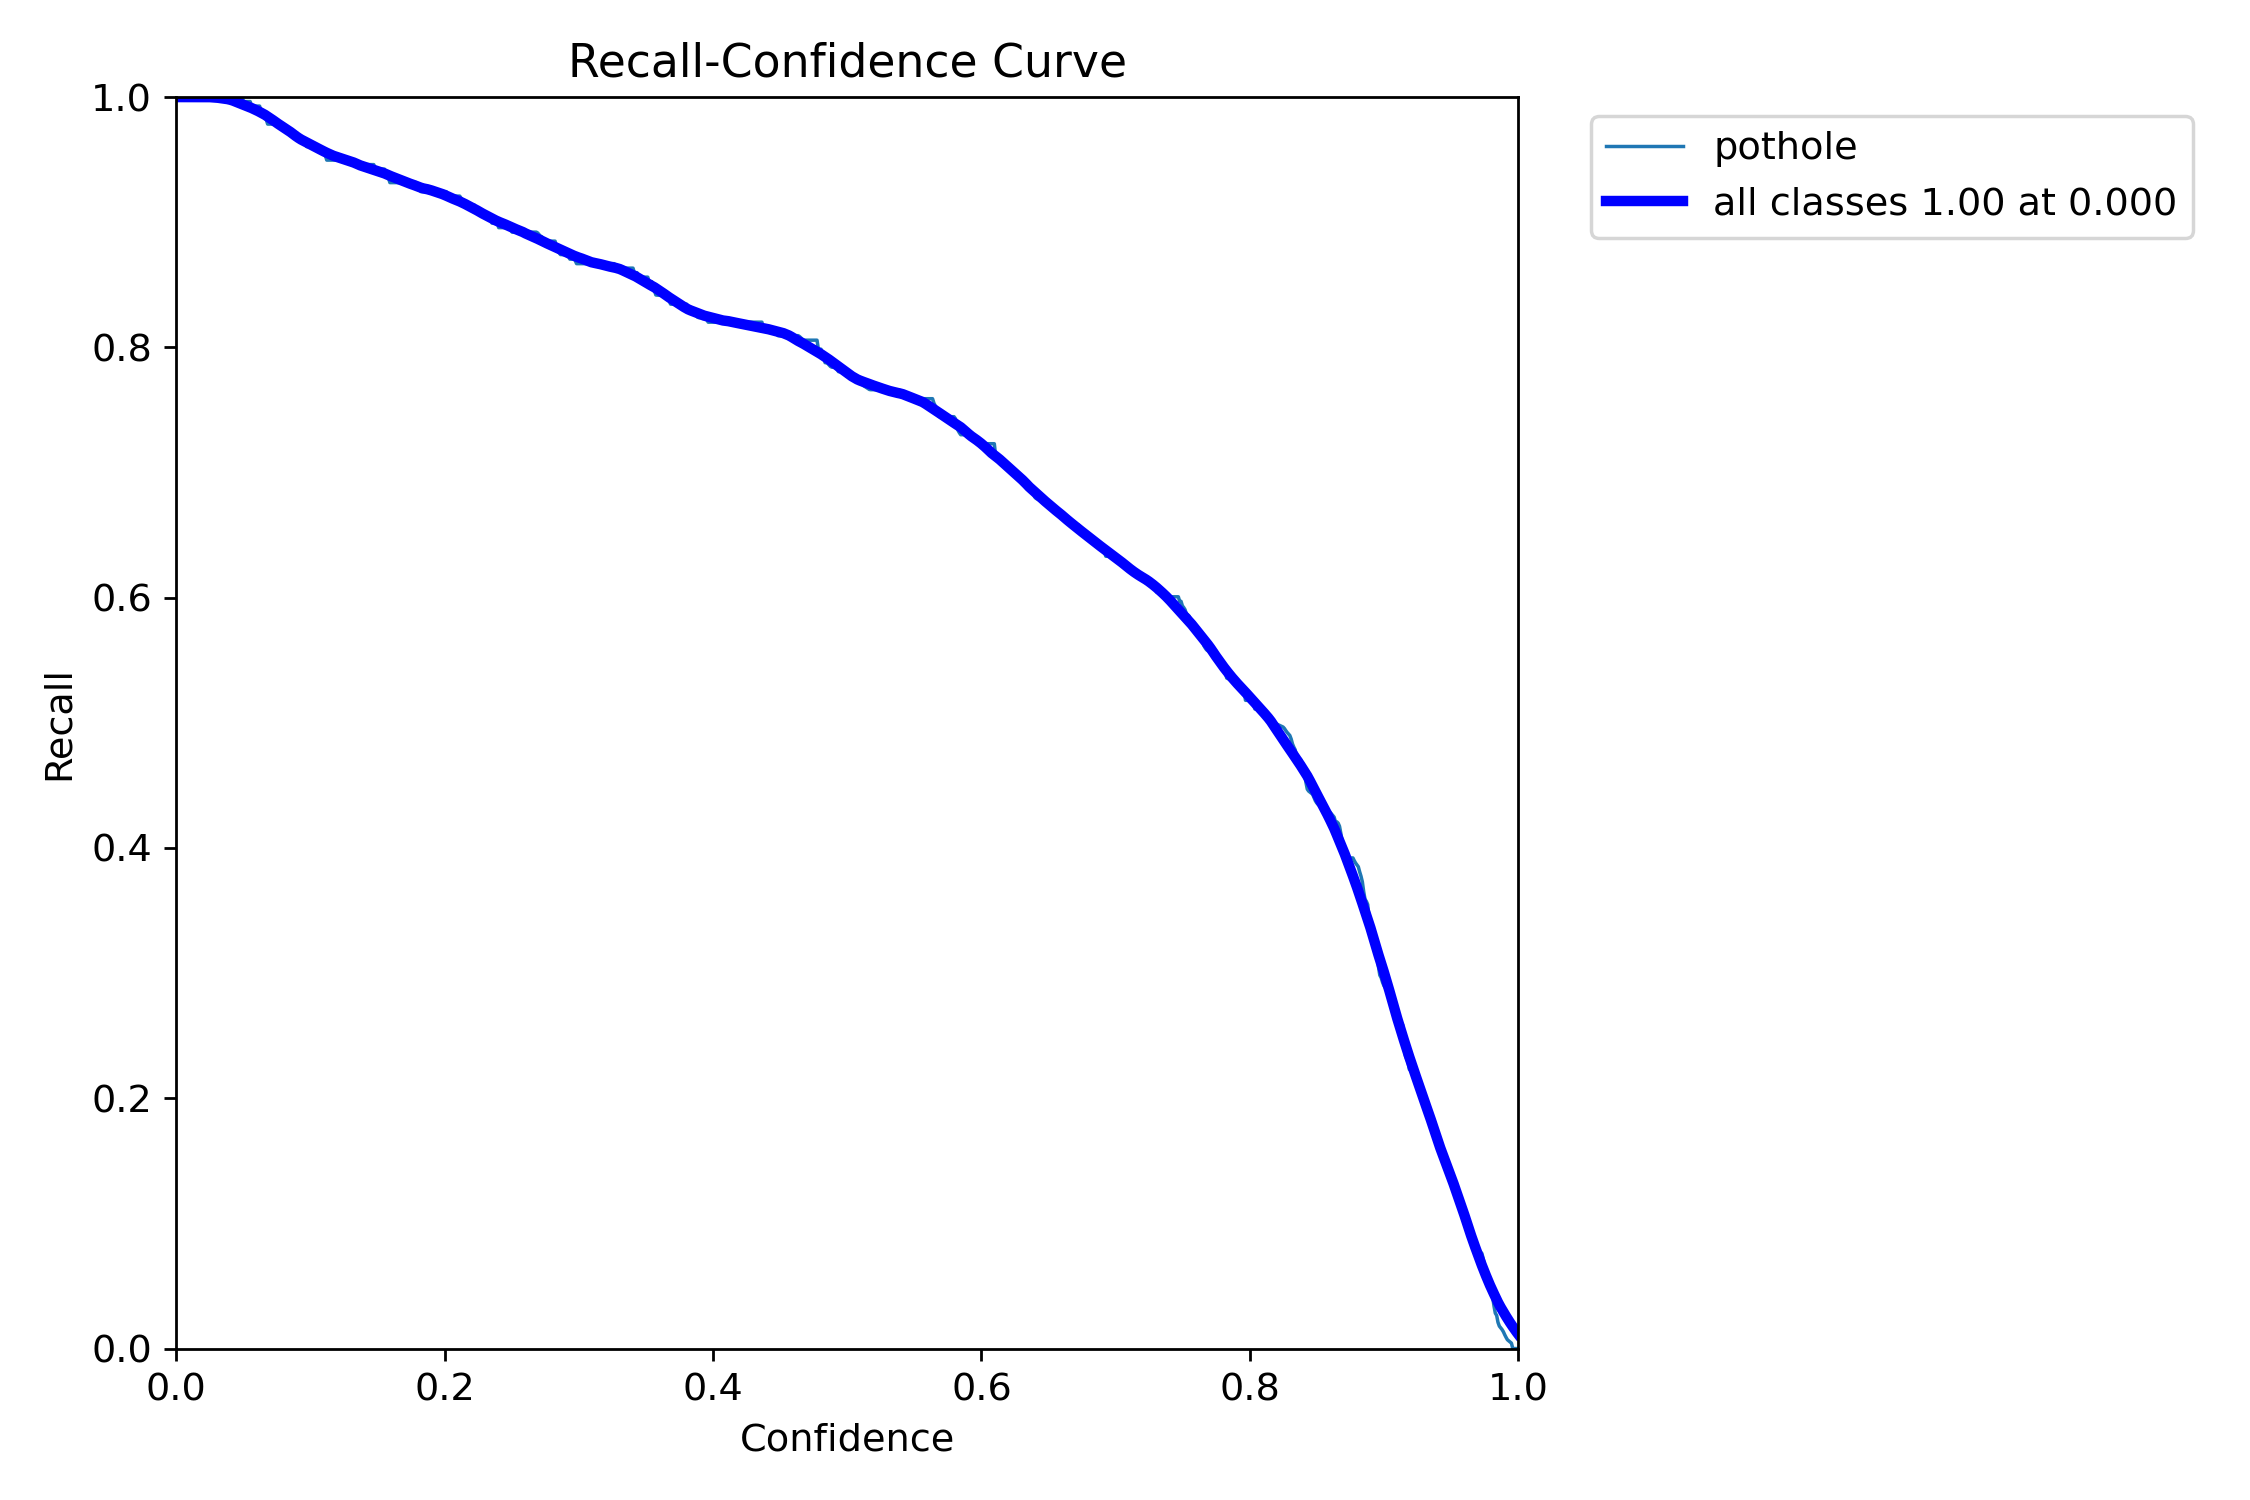 Recall-Confidence Curve
1.0
0.8
0.6
0.4
0.2
0.0
Recall
0.0 0.2 0.4 0.6 0.8 1.0
Confidence
pothole
all classes 1.00 at 0.000